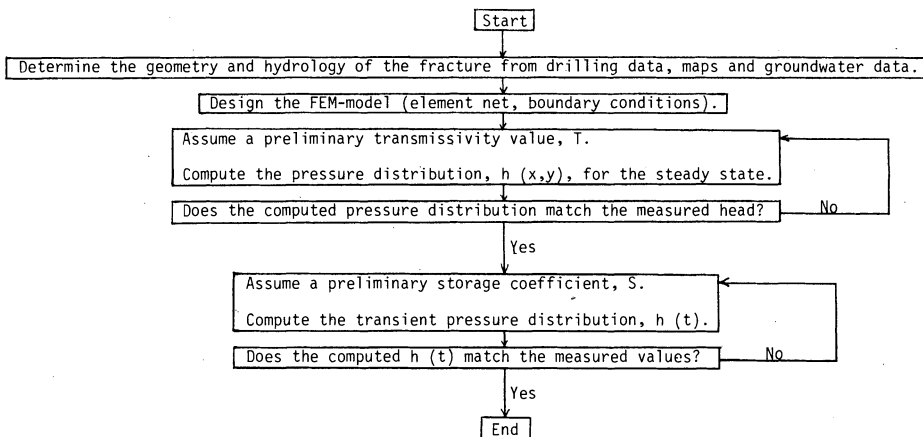 Start
Determine the geometry and hydrology of the fracture from drilling data, maps and groundwater data.
Design the FEM-model (element net, boundary conditions).
Assume a preliminary transmissivity value, T.
Compute the pressure distribution, h (x,y), for the steady state.
Does the computed pressure distribution match the measured head?
No
Yes
Assume a preliminary storage coefficient, S.
Compute the transient pressure distribution, h (t).
Does the computed h (t) match the measured values?
No
Yes
End